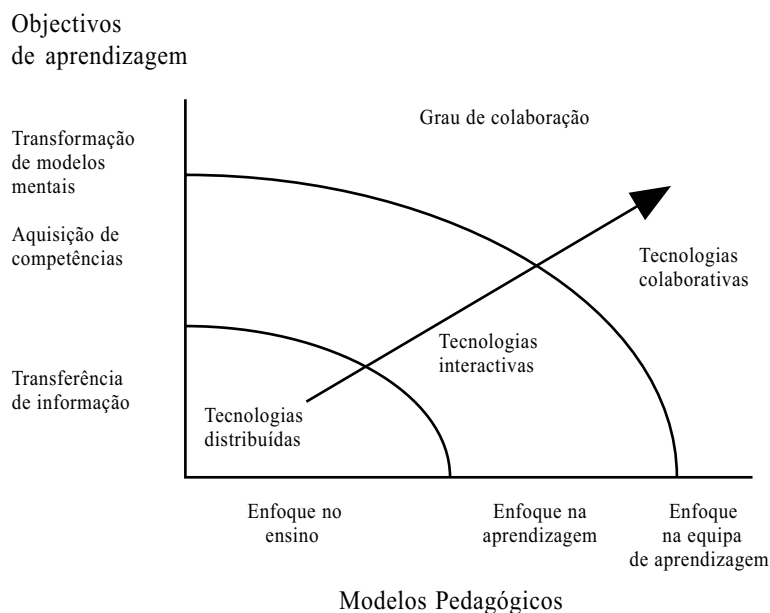 Objectivos
de aprendizagem
Grau de colaboração
Transformação
de modelos
mentais
Aquisição de
competências
Tecnologias
colaborativas
Tecnologias
interactivas
Transferência
de informação
Tecnologias
distribuídas
Enfoque no
ensino
Enfoque na
aprendizagem
Enfoque
na equipa
de aprendizagem
Modelos Pedagógicos